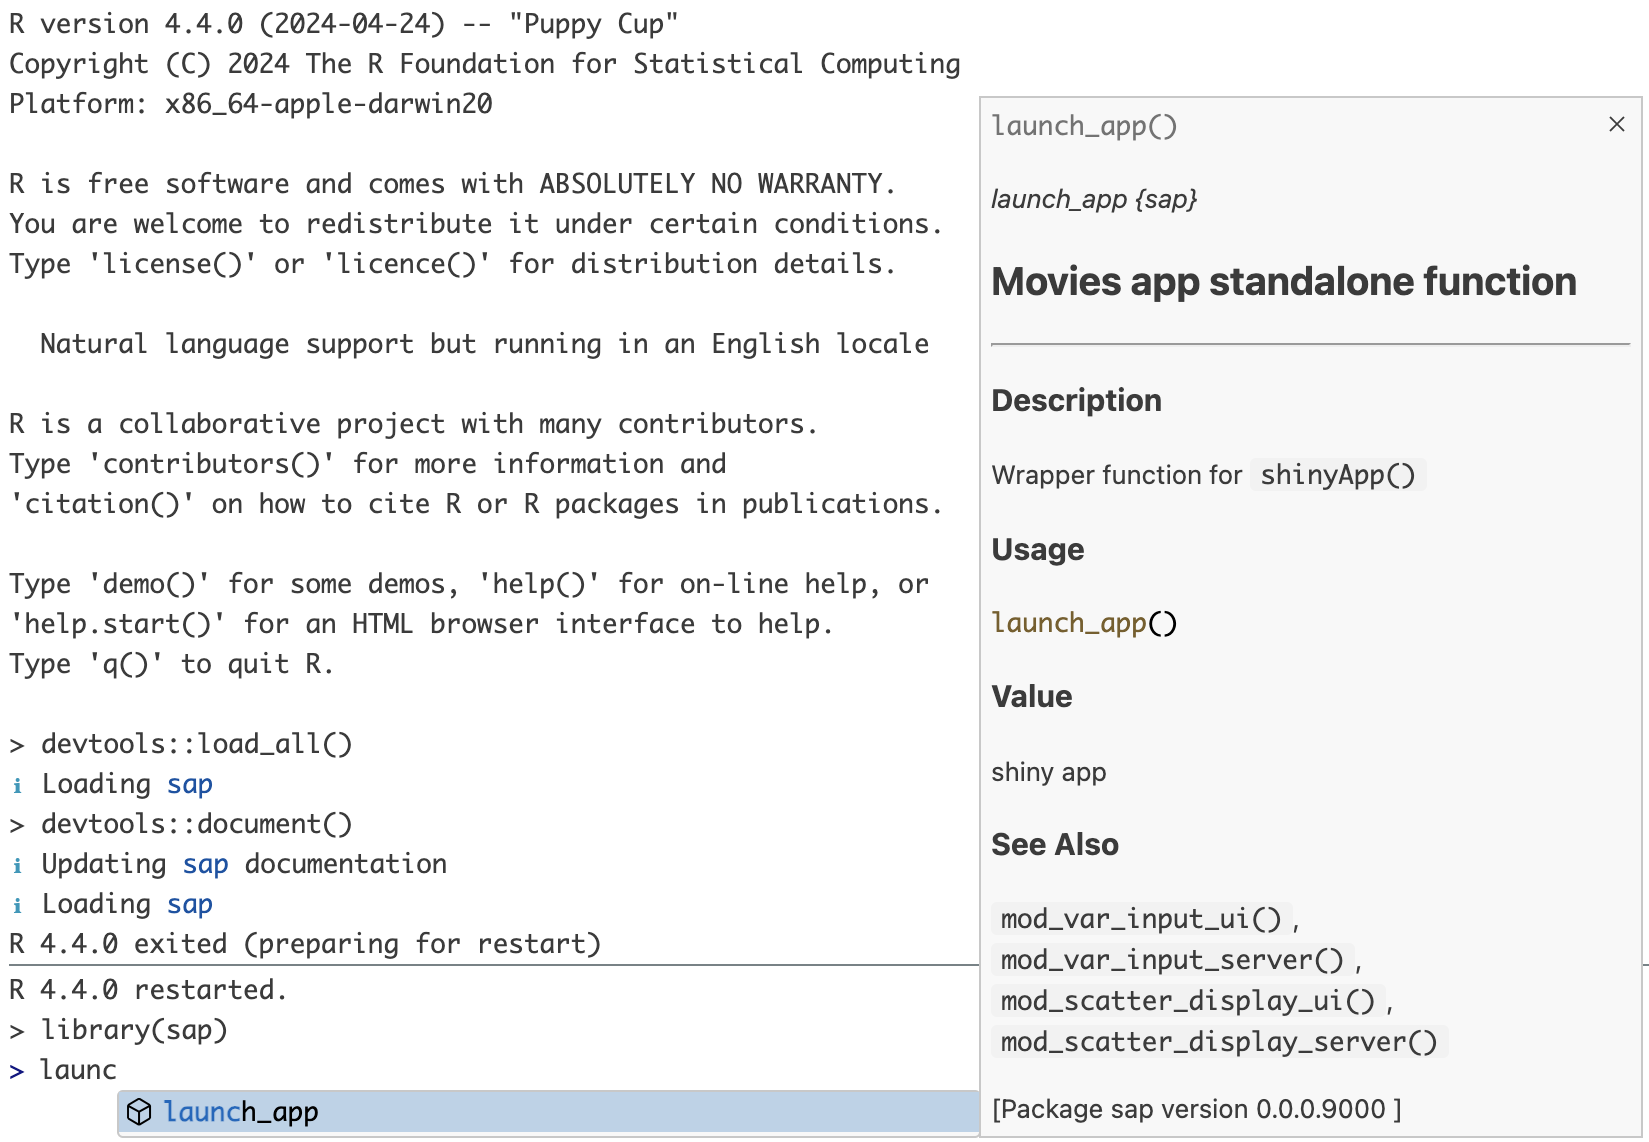 R version 4.4.0 (2024-04-24) -- "Puppy Cup"
Copyright (C) 2024 The R Foundation for Statistical Computing
Platform: x86_64-apple-darwin20
R is free software and comes with ABSOLUTELY NO WARRANTY.
You are welcome to redistribute it under certain conditions.
Type 'license()' or 'licence()' for distribution details.
Natural language support but running in an English locale
R is a collaborative project with many contributors.
Type 'contributors()' for more information and
'citation()' on how to cite R or R packages in publications.
Type 'demo()' for some demos, 'help()' for on-line help, or
'help.start()' for an HTML browser interface to help.
Type 'q()' to quit R.
> devtools::load_all()
ℹ Loading sap
> devtools::document()
ℹ Updating sap documentation
ℹ Loading sap
R 4.4.0 exited (preparing for restart)
R 4.4.0 restarted.
> library(sap)
> launc
launch_app
launch_app()
launch_app {sap}
Movies app standalone function
Description
Wrapper function for shinyApp()
Usage
launch_app()
Value
shiny app
See Also
mod_var_input_ui(),
mod_var_input_server(),
mod_scatter_display_ui(),
mod_scatter_display_server()
[Package sap version 0.0.0.9000 ]